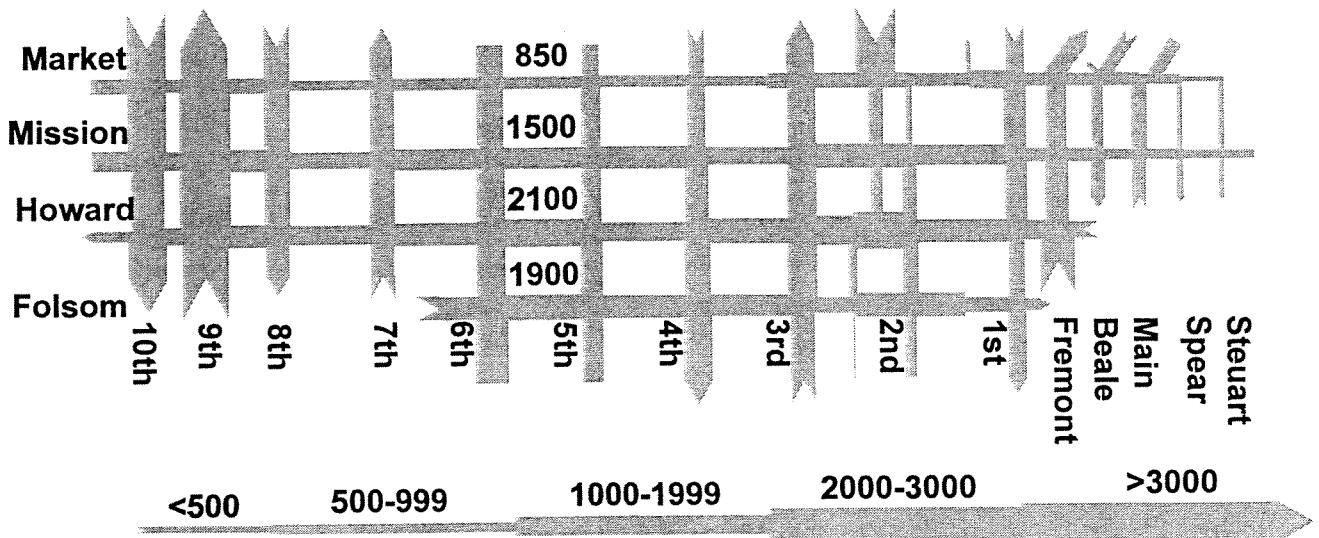 Market
850
Mission
1500
Howard
2100
1900
Folsom
10th
9th
8th
7th
6th
5th
4th
3rd
2nd
1st
Fremont
Beale
Main
Spear
Steuart
<500
500-999
1000-1999
2000-3000
>3000